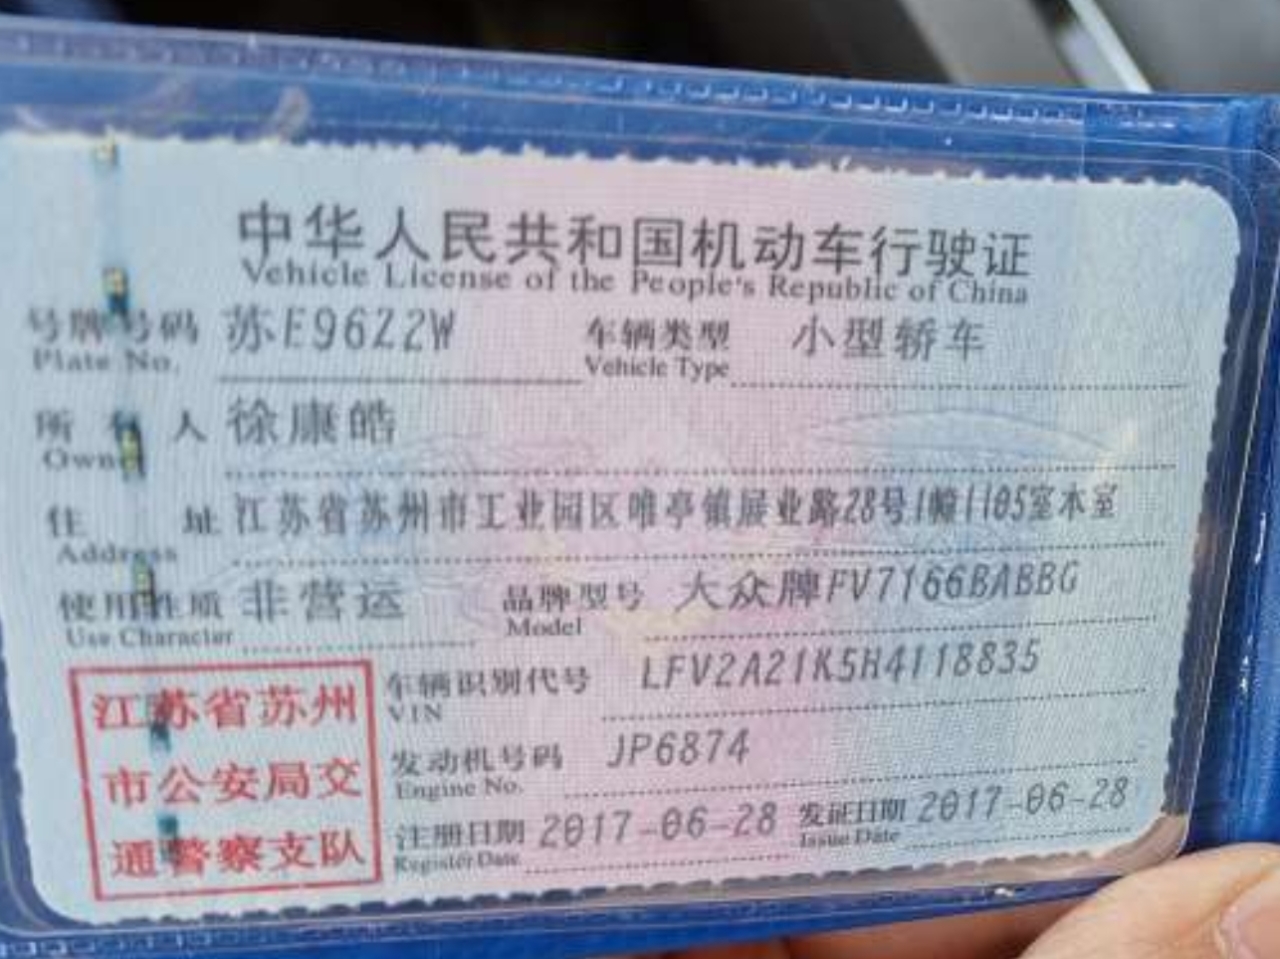 中华人民共和国机动车行驶证
Vehicle License of the People's Republic of China
号牌号码 苏E9622W 车辆类型 小型轿车
Plate No. Vehicle Type
所有人 徐康皓
Owner
住址 江苏省苏州市工业园区唯亭镇展业路28号1幢1105室本室
Address
使用性质 非营运 品牌型号 大众牌FV7166BABBG
Use Character Model
车辆识别代号 LFV2A21K5H4118835
VIN
发动机号码 JP6874
Engine No.
注册日期 2017-06-28 发证日期 2017-06-28
Register Date Issue Date
江苏省苏州
市公安局交
通警察支队